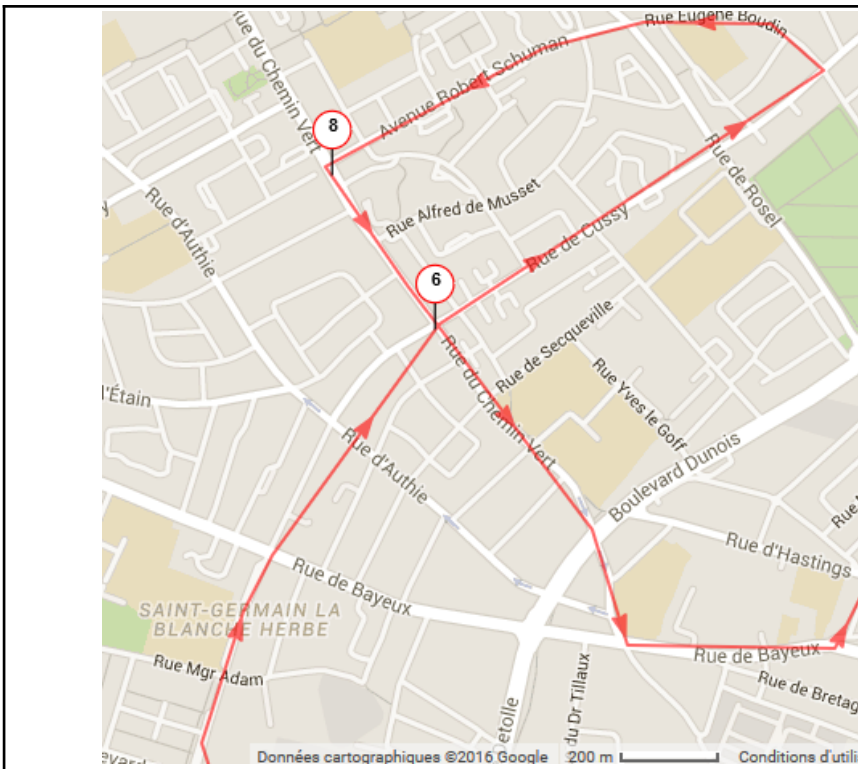 Rue Eugène Boudin
rue du Chemin Vert
Avenue Robert Schuman
8
Rue de Rosel
Rue Alfred de Musset
Rue d'Authie
Rue de Cussy
6
Rue de Secqueville
Rue du Chemin Vert
Rue Yves le Goff
l'Étain
Rue d'Authie
Boulevard Dunois
Rue d'Hastings
Rue de Bayeux
SAINT-GERMAIN LA
BLANCHE HERBE
Rue de Bayeux
Rue Mgr Adam
Rue de Bretag
du Dr Tillaux
Detolle
Données cartographiques ©2016 Google
200 m
Conditions d'utili